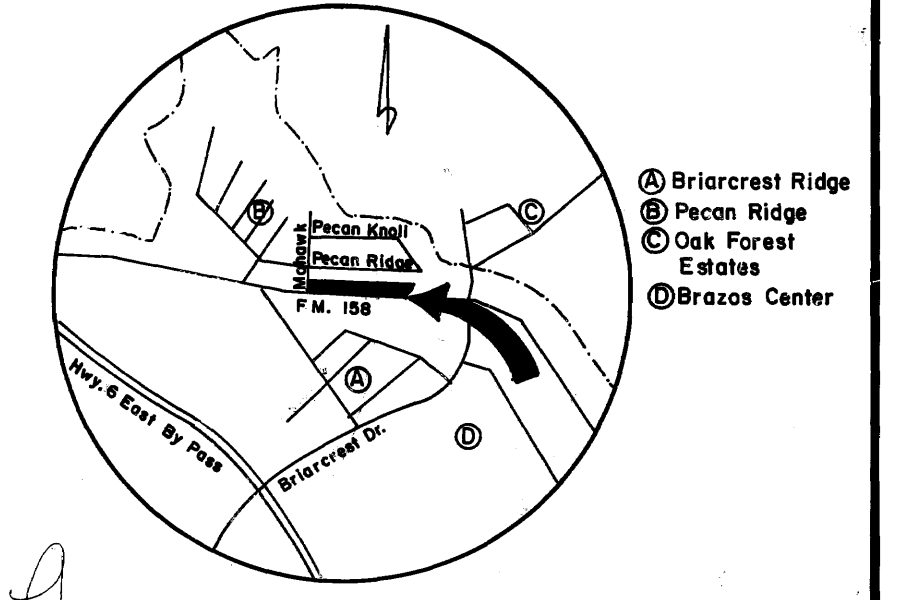 Ⓐ Briarcrest Ridge
Ⓑ Pecan Ridge
Ⓒ Oak Forest
Estates
Ⓓ Brazos Center
B
C
Mohawk
Pecan Knoll
Pecan Ridge
F M. 158
A
D
Hwy. 6 East By Pass
Briarcrest Dr.